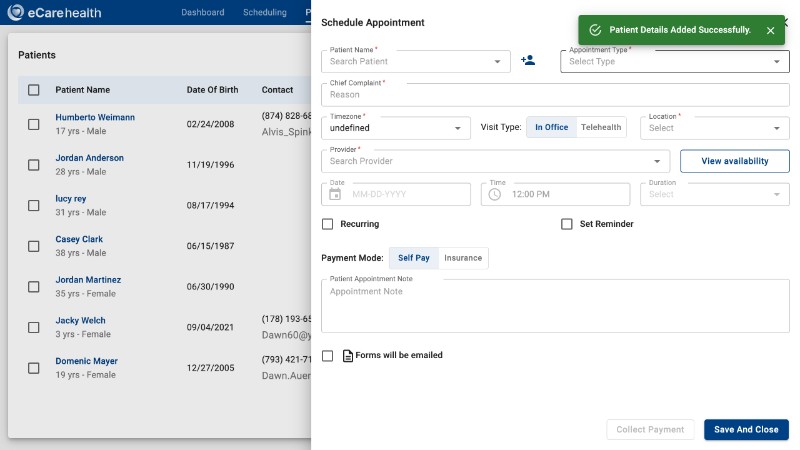 eCarehealth Dashboard Scheduling
Patients
Patient Name Date Of Birth Contact
Humberto Weimann
17 yrs - Male
02/24/2008
(874) 828-68
Alvis_Spink
Jordan Anderson
28 yrs - Male
11/19/1996
lucy rey
31 yrs - Male
08/17/1994
Casey Clark
38 yrs - Male
06/15/1987
Jordan Martinez
35 yrs - Female
06/30/1990
Jacky Welch
3 yrs - Female
09/04/2021
(178) 193-65
Dawn60@y
Domenic Mayer
19 yrs - Female
12/27/2005
(793) 421-71
Dawn.Auer
Schedule Appointment
Patient Details Added Successfully.
Patient Name *
Search Patient
Appointment Type *
Select Type
Chief Complaint *
Reason
Timezone *
undefined
Visit Type: In Office Telehealth
Location *
Select
Provider *
Search Provider
View availability
Date
MM-DD-YYYY
Time
12:00 PM
Duration
Select
Recurring Set Reminder
Payment Mode: Self Pay Insurance
Patient Appointment Note
Appointment Note
Forms will be emailed
Collect Payment Save And Close